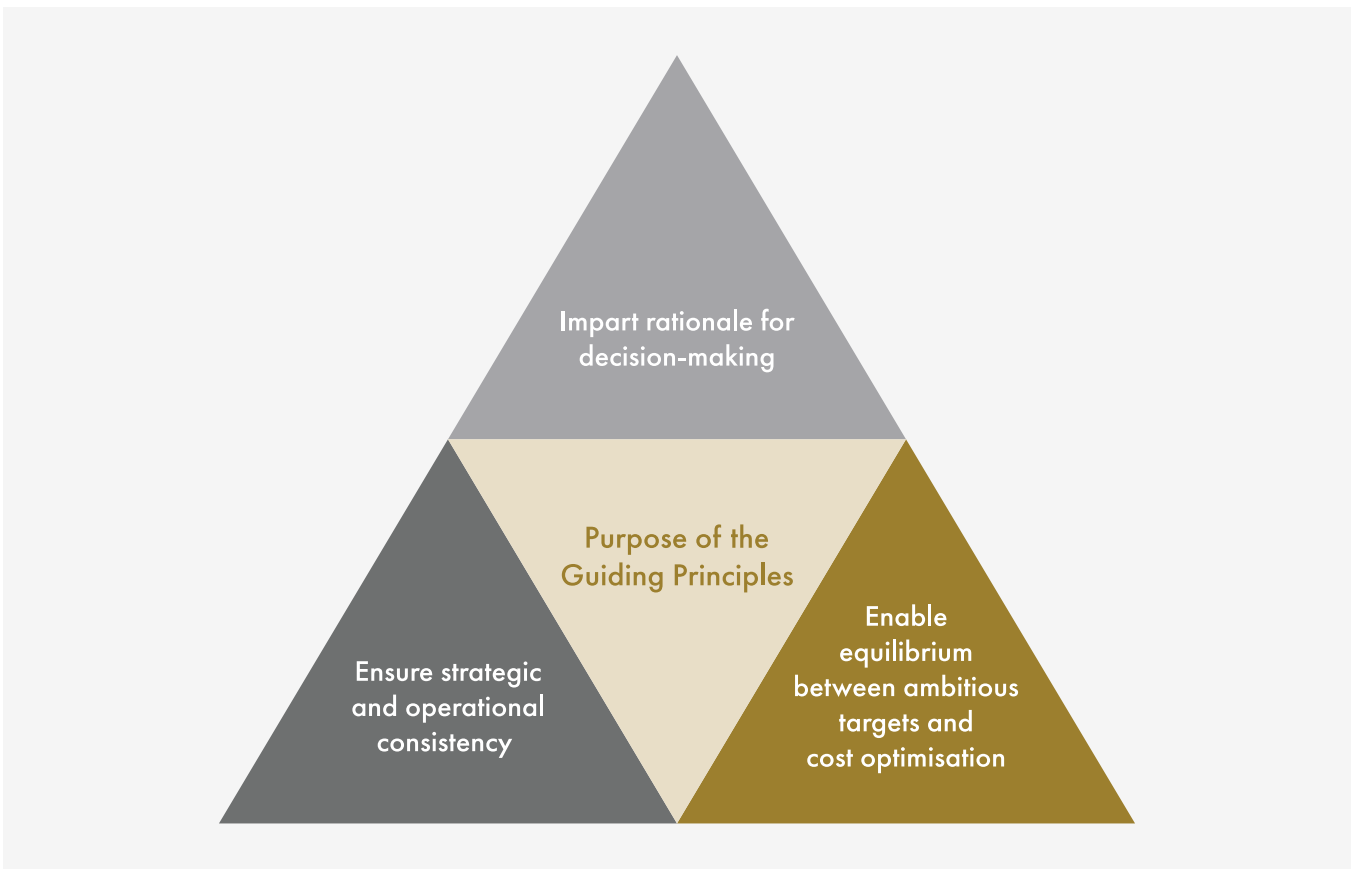 Impart rationale for
decision-making
Purpose of the
Guiding Principles
Ensure strategic
and operational
consistency
Enable
equilibrium
between ambitious
targets and
cost optimisation